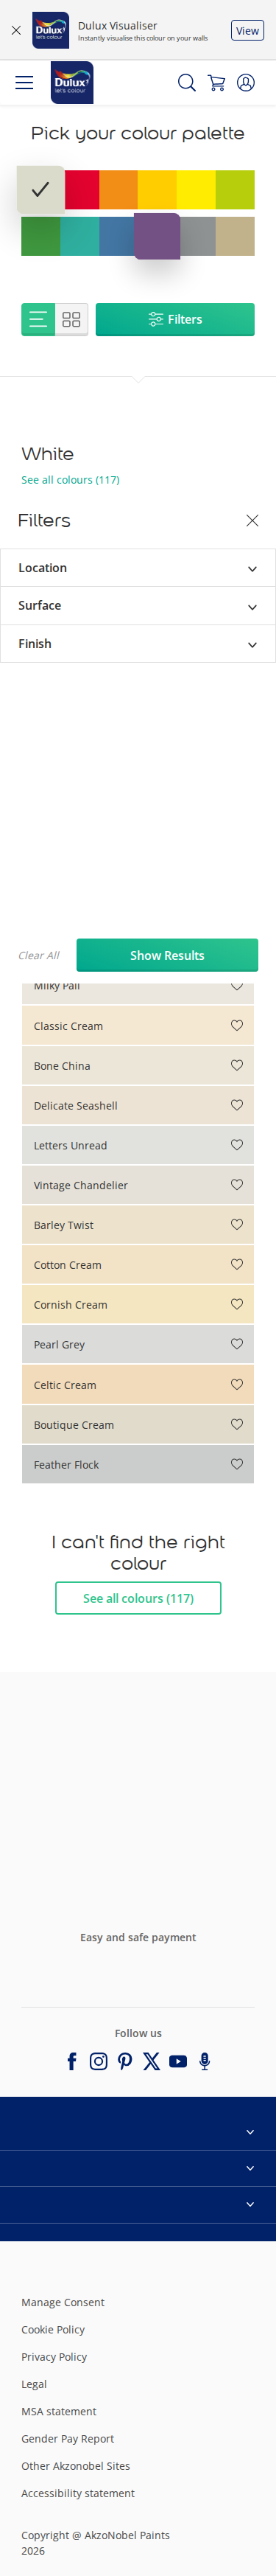 Dulux
let's colour
Dulux Visualiser
Instantly visualise this colour on your walls
View
Dulux
let's colour
Pick your colour palette
Filters
White
See all colours (117)
Filters
Location
Surface
Finish
Clear All
Show Results
Milky Pail
Classic Cream
Bone China
Delicate Seashell
Letters Unread
Vintage Chandelier
Barley Twist
Cotton Cream
Cornish Cream
Pearl Grey
Celtic Cream
Boutique Cream
Feather Flock
I can't find the right
colour
See all colours (117)
Easy and safe payment
Follow us
Manage Consent
Cookie Policy
Privacy Policy
Legal
MSA statement
Gender Pay Report
Other Akzonobel Sites
Accessibility statement
Copyright @ AkzoNobel Paints
2026